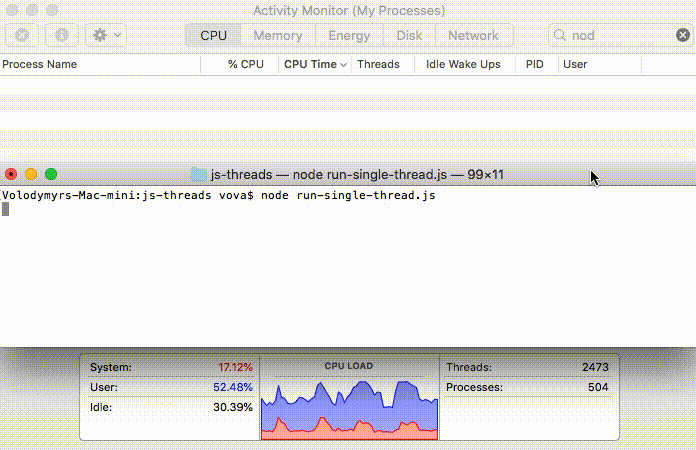 Activity Monitor (My Processes)
CPU Memory Energy Disk Network nod
Process Name % CPU CPU Time Threads Idle Wake Ups PID User
js-threads — node run-single-thread.js — 99×11
[Volodymyrs-Mac-mini:js-threads vova$ node run-single-thread.js
System: 17.12% CPU LOAD Threads: 2473
User: 52.48% Processes: 504
Idle: 30.39%